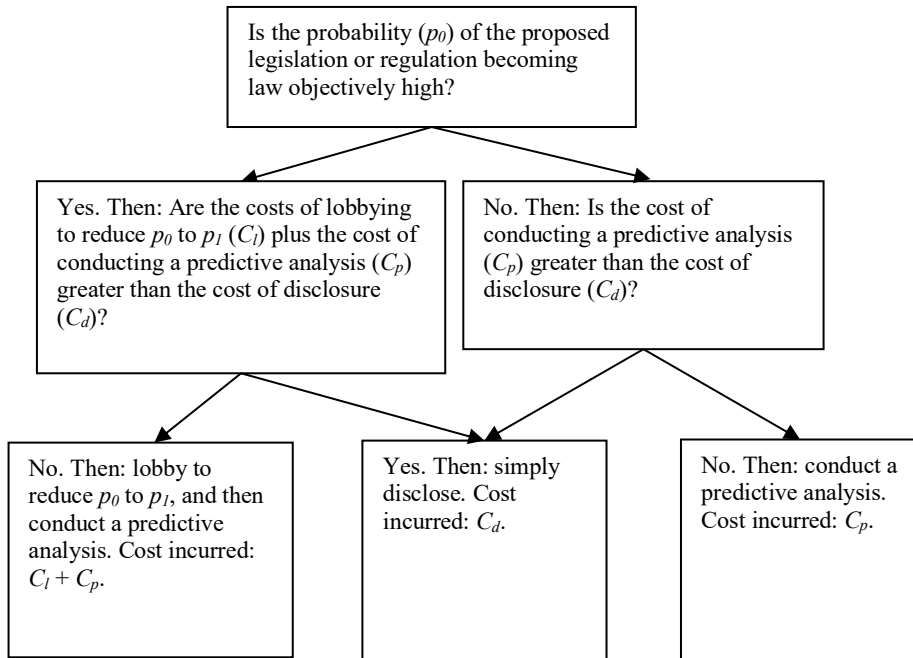 Is the probability (p₀) of the proposed
legislation or regulation becoming
law objectively high?
Yes. Then: Are the costs of lobbying
to reduce p₀ to p₁ (Cₗ) plus the cost of
conducting a predictive analysis (Cₚ)
greater than the cost of disclosure
(C_d)?
No. Then: Is the cost of
conducting a predictive analysis
(Cₚ) greater than the cost of
disclosure (C_d)?
No. Then: lobby to
reduce p₀ to p₁, and then
conduct a predictive
analysis. Cost incurred:
Cₗ + Cₚ.
Yes. Then: simply
disclose. Cost
incurred: C_d.
No. Then: conduct a
predictive analysis.
Cost incurred: Cₚ.